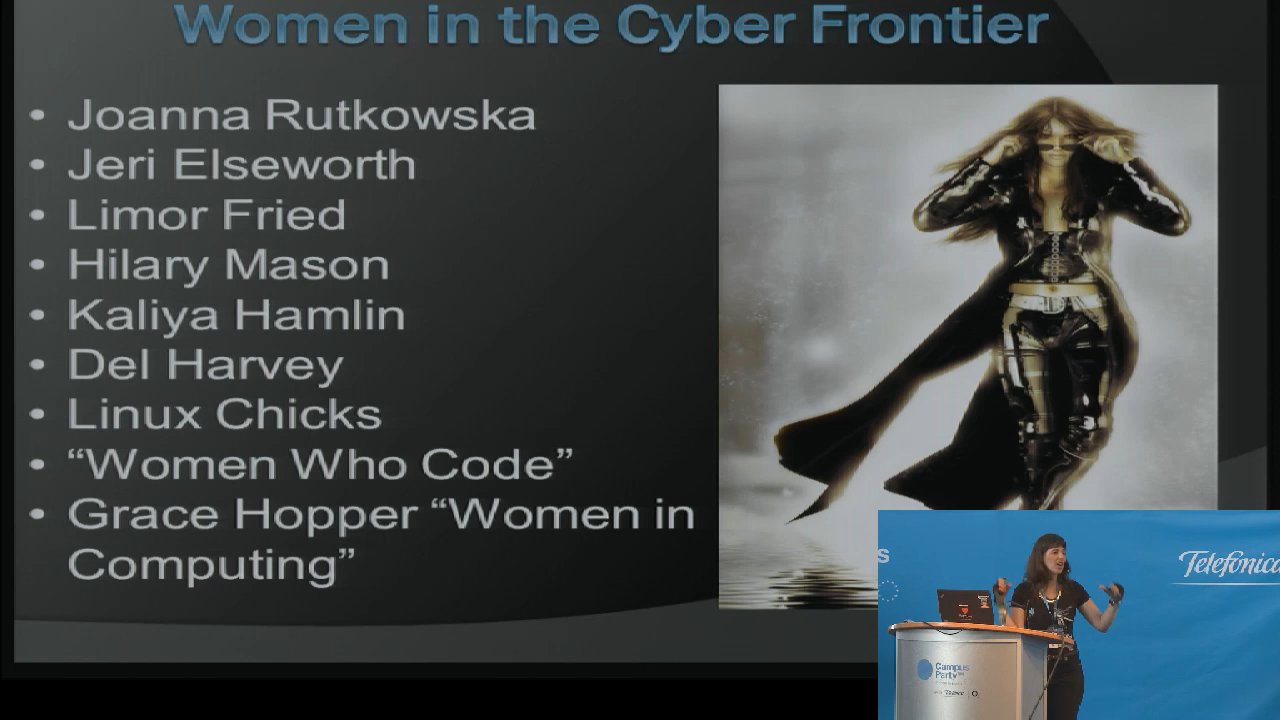 Women in the Cyber Frontier
• Joanna Rutkowska
• Jeri Elseworth
• Limor Fried
• Hilary Mason
• Kaliya Hamlin
• Del Harvey
• Linux Chicks
• “Women Who Code”
• Grace Hopper “Women in
Computing”
s
Telefónica
Campus
Party